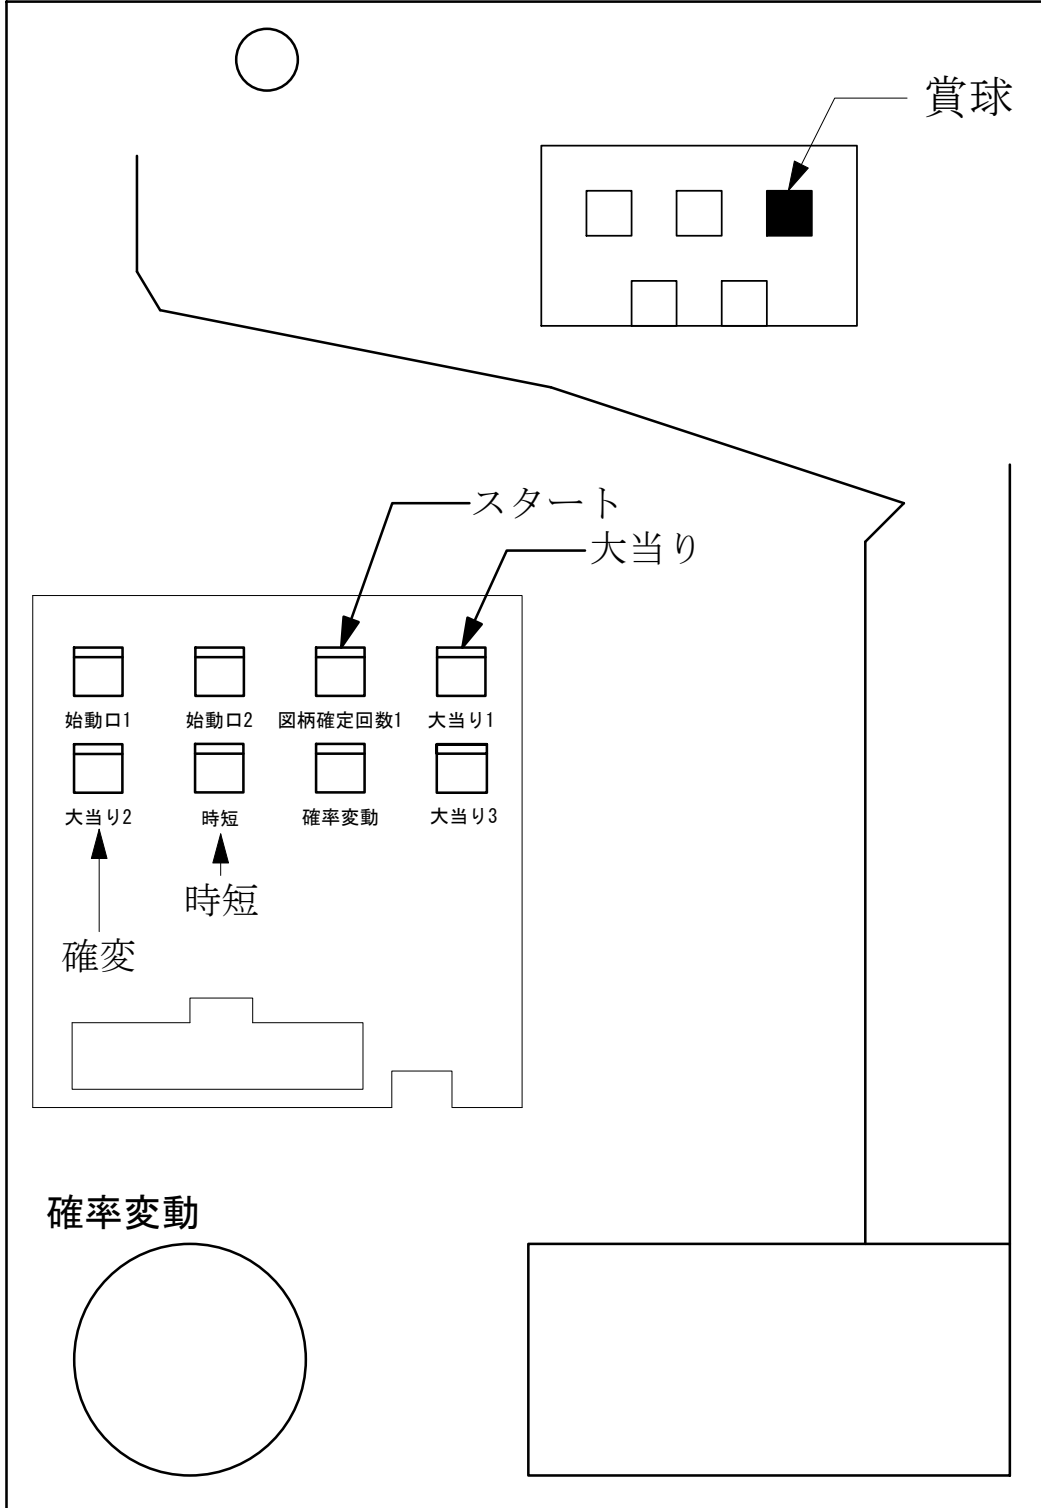 賞球
スタート
大当り
始動口1 始動口2 図柄確定回数1 大当り1
大当り2 時短 確率変動 大当り3
時短
確変
確率変動